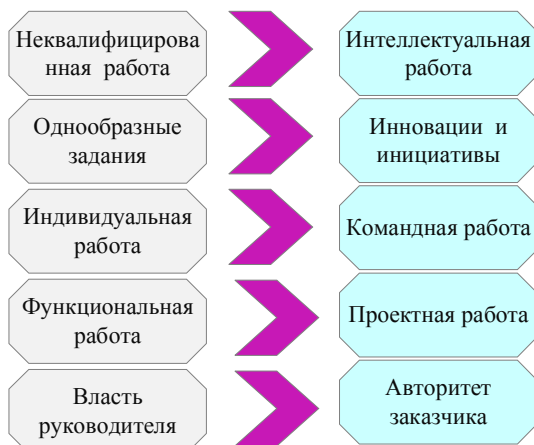 Неквалифицирова
нная работа
Интеллектуальная
работа
Однообразные
задания
Инновации и
инициативы
Индивидуальная
работа
Командная работа
Функциональная
работа
Проектная работа
Власть
руководителя
Авторитет
заказчика